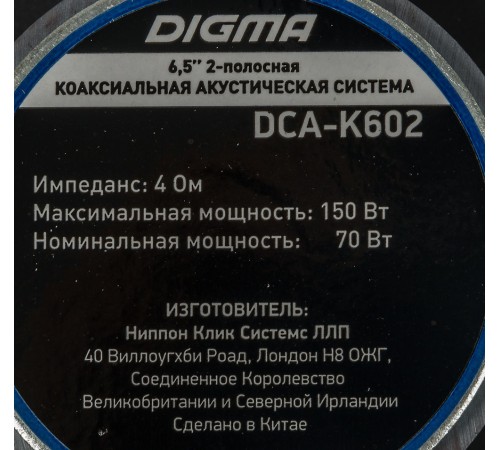 DIGMA
6,5" 2-полосная
КОАКСИАЛЬНАЯ АКУСТИЧЕСКАЯ СИСТЕМА
DCA-K602
Импеданс: 4 Ом
Максимальная мощность: 150 Вт
Номинальная мощность: 70 Вт
ИЗГОТОВИТЕЛЬ:
Ниппон Клик Системс ЛЛП
40 Виллоугхби Роад, Лондон Н8 ОЖГ,
Соединенное Королевство
Великобритании и Северной Ирландии
Сделано в Китае